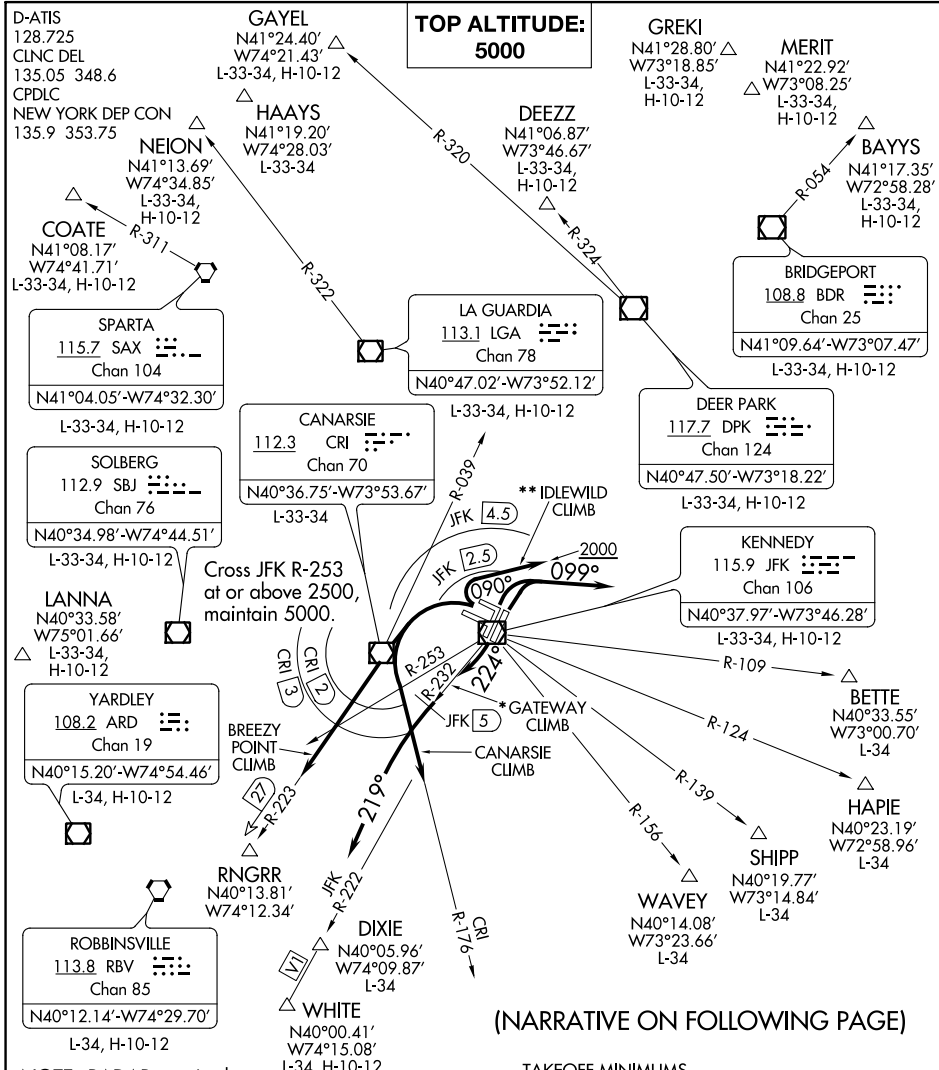 D-ATIS
128.725
CLNC DEL
135.05 348.6
CPDLC
NEW YORK DEP CON
135.9 353.75
GAYEL
N41°24.40'
W74°21.43'
L-33-34, H-10-12
TOP ALTITUDE:
5000
GREKI
N41°28.80'
W73°18.85'
L-33-34,
H-10-12
MERIT
N41°22.92'
W73°08.25'
L-33-34,
H-10-12
HAAYS
N41°19.20'
W74°28.03'
L-33-34
DEEZZ
N41°06.87'
W73°46.67'
L-33-34,
H-10-12
BAYYS
N41°17.35'
W72°58.28'
L-33-34,
H-10-12
NEION
N41°13.69'
W74°34.85'
L-33-34,
H-10-12
COATE
N41°08.17'
W74°41.71'
L-33-34, H-10-12
R-311
R-322
R-320
R-324
R-054
SPARTA
115.7 SAX
Chan 104
N41°04.05'-W74°32.30'
L-33-34, H-10-12
LA GUARDIA
113.1 LGA
Chan 78
N40°47.02'-W73°52.12'
L-33-34, H-10-12
BRIDGEPORT
108.8 BDR
Chan 25
N41°09.64'-W73°07.47'
L-33-34, H-10-12
DEER PARK
117.7 DPK
Chan 124
N40°47.50'-W73°18.22'
L-33-34, H-10-12
CANARSIE
112.3 CRI
Chan 70
N40°36.75'-W73°53.67'
L-33-34
SOLBERG
112.9 SBJ
Chan 76
N40°34.98'-W74°44.51'
L-33-34, H-10-12
R-039
** IDLEWILD
CLIMB
JFK 4.5
JFK 2.5
2000
090°
099°
KENNEDY
115.9 JFK
Chan 106
N40°37.97'-W73°46.28'
L-33-34, H-10-12
Cross JFK R-253
at or above 2500,
maintain 5000.
LANNA
N40°33.58'
W75°01.66'
L-33-34,
H-10-12
CRI 3
CRI 2
R-253
R-232
224°
JFK 5
* GATEWAY
CLIMB
CANARSIE
CLIMB
BREEZY
POINT
CLIMB
R-109
R-124
R-139
R-156
BETTE
N40°33.55'
W73°00.70'
L-34
YARDLEY
108.2 ARD
Chan 19
N40°15.20'-W74°54.46'
L-34, H-10-12
27
R-223
219°
JFK
R-222
HAPIE
N40°23.19'
W72°58.96'
L-34
SHIPP
N40°19.77'
W73°14.84'
L-34
RNGRR
N40°13.81'
W74°12.34'
WAVEY
N40°14.08'
W73°23.66'
L-34
CRI
R-176
DIXIE
N40°05.96'
W74°09.87'
L-34
V1
ROBBINSVILLE
113.8 RBV
Chan 85
N40°12.14'-W74°29.70'
L-34, H-10-12
WHITE
N40°00.41'
W74°15.08'
L-34, H-10-12
(NARRATIVE ON FOLLOWING PAGE)
TAKEOFF MINIMUMS